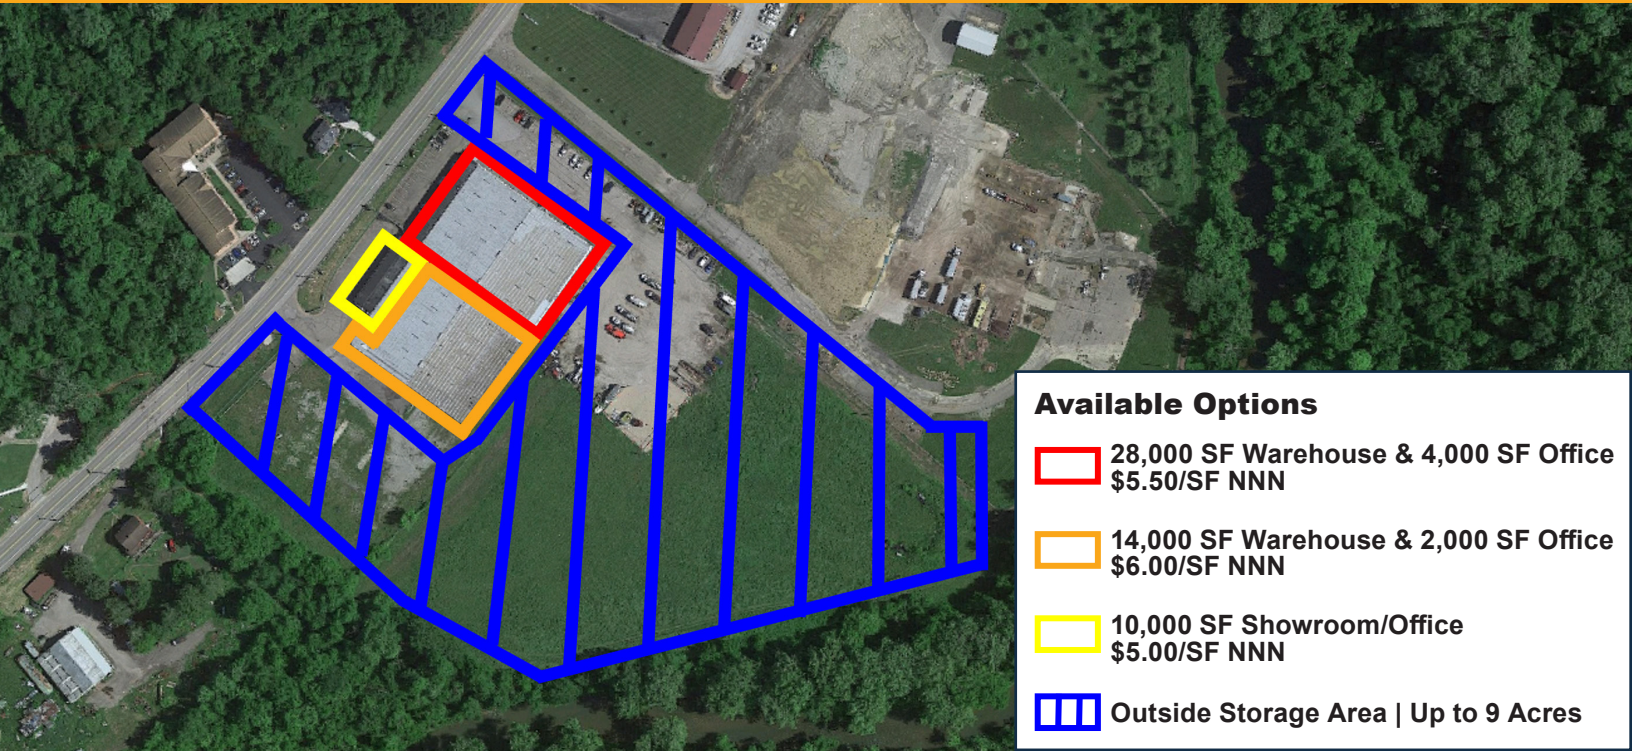 Available Options
28,000 SF Warehouse & 4,000 SF Office
$5.50/SF NNN
14,000 SF Warehouse & 2,000 SF Office
$6.00/SF NNN
10,000 SF Showroom/Office
$5.00/SF NNN
Outside Storage Area | Up to 9 Acres